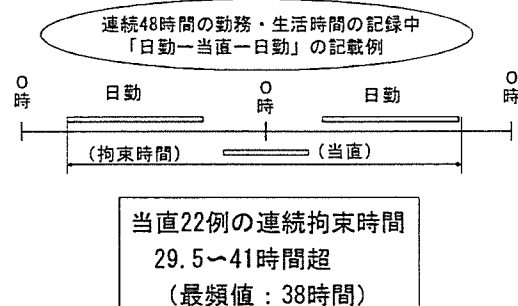 連続48時間の勤務・生活時間の記録中
「日勤ー当直ー日勤」の記載例
0時 日勤 0時 日勤 0時
(拘束時間) (当直)
当直22例の連続拘束時間
29.5〜41時間超
(最頻値：38時間)